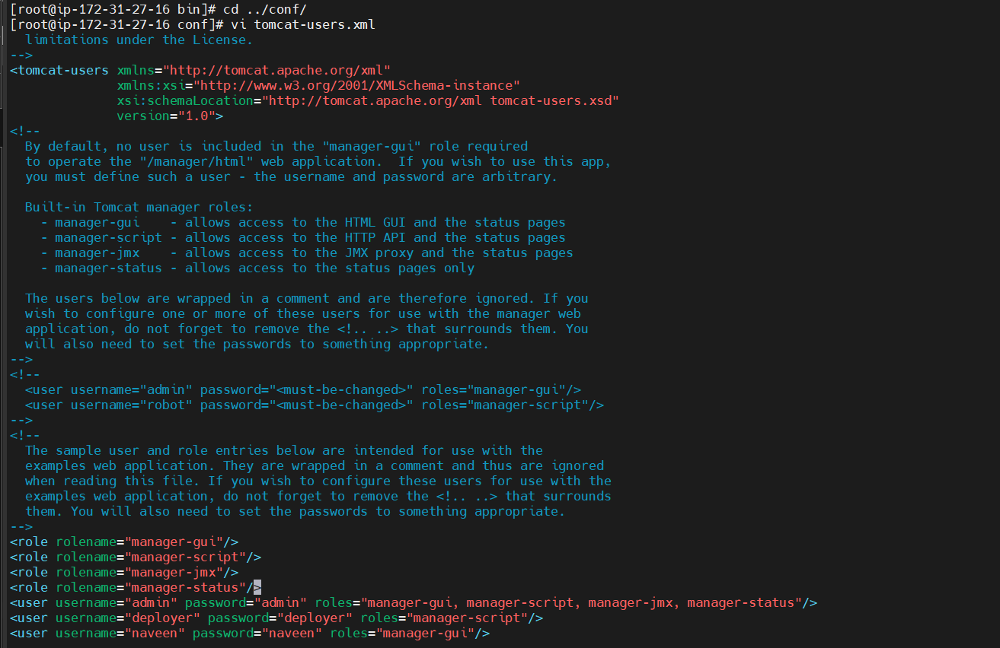 [root@ip-172-31-27-16 bin]# cd ../conf/
[root@ip-172-31-27-16 conf]# vi tomcat-users.xml
  limitations under the License.
-->
<tomcat-users xmlns="http://tomcat.apache.org/xml"
              xmlns:xsi="http://www.w3.org/2001/XMLSchema-instance"
              xsi:schemaLocation="http://tomcat.apache.org/xml tomcat-users.xsd"
              version="1.0">
<!--
  By default, no user is included in the "manager-gui" role required
  to operate the "/manager/html" web application.  If you wish to use this app,
  you must define such a user - the username and password are arbitrary.

  Built-in Tomcat manager roles:
    - manager-gui    - allows access to the HTML GUI and the status pages
    - manager-script - allows access to the HTTP API and the status pages
    - manager-jmx    - allows access to the JMX proxy and the status pages
    - manager-status - allows access to the status pages only

  The users below are wrapped in a comment and are therefore ignored. If you
  wish to configure one or more of these users for use with the manager web
  application, do not forget to remove the <!.. ..> that surrounds them. You
  will also need to set the passwords to something appropriate.
-->
<!--
  <user username="admin" password="<must-be-changed>" roles="manager-gui"/>
  <user username="robot" password="<must-be-changed>" roles="manager-script"/>
-->
<!--
  The sample user and role entries below are intended for use with the
  examples web application. They are wrapped in a comment and thus are ignored
  when reading this file. If you wish to configure these users for use with the
  examples web application, do not forget to remove the <!.. ..> that surrounds
  them. You will also need to set the passwords to something appropriate.
-->
<role rolename="manager-gui"/>
<role rolename="manager-script"/>
<role rolename="manager-jmx"/>
<role rolename="manager-status"/>
<user username="admin" password="admin" roles="manager-gui, manager-script, manager-jmx, manager-status"/>
<user username="deployer" password="deployer" roles="manager-script"/>
<user username="naveen" password="naveen" roles="manager-gui"/>